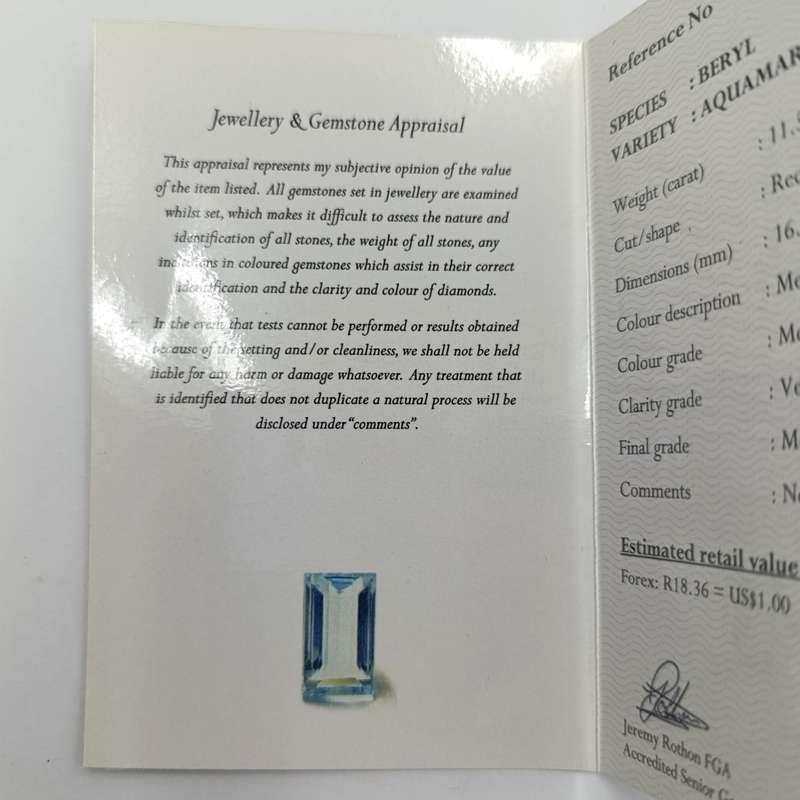 Jewellery & Gemstone Appraisal
This appraisal represents my subjective opinion of the value
of the item listed. All gemstones set in jewellery are examined
whilst set, which makes it difficult to assess the nature and
identification of all stones, the weight of all stones, any
inclusions in coloured gemstones which assist in their correct
identification and the clarity and colour of diamonds.
In the event that tests cannot be performed or results obtained
because of the setting and/or cleanliness, we shall not be held
liable for any harm or damage whatsoever. Any treatment that
is identified that does not duplicate a natural process will be
disclosed under "comments".
Reference No
SPECIES : BERYL
VARIETY : AQUAMAR
Weight (carat) : 11.
Cut/shape : Rec
Dimensions (mm) : 16.
Colour description : Me
Colour grade : Me
Clarity grade : Ve
Final grade : M
Comments : N
Estimated retail value
Forex: R18.36 = US$1.00
Jeremy Rothon FGA
Accredited Senior G